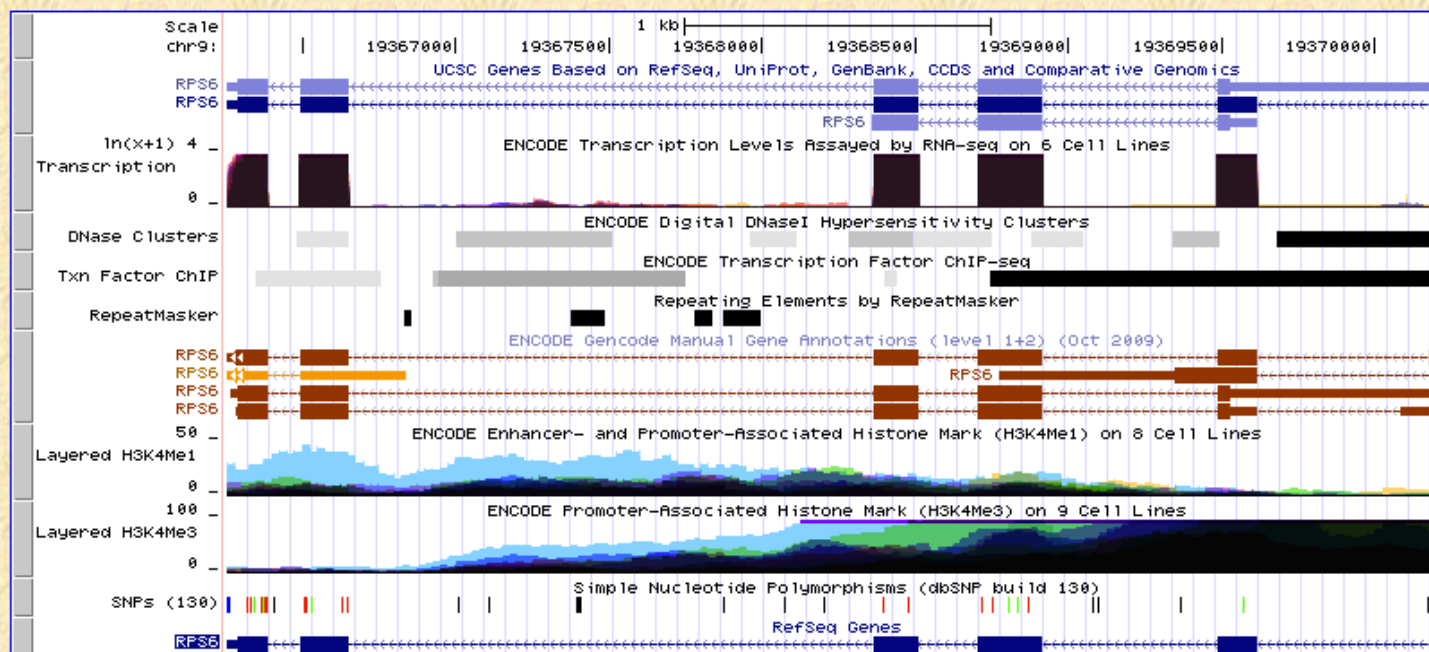 Scale 1 kb
chr9: 19367000 19367500 19368000 19368500 19369000 19369500 19370000
UCSC Genes Based on RefSeq, UniProt, GenBank, CCDS and Comparative Genomics
RPS6
RPS6
RPS6
ln(x+1) 4 _ ENCODE Transcription Levels Assayed by RNA-seq on 6 Cell Lines
Transcription
0 _
ENCODE Digital DNaseI Hypersensitivity Clusters
DNase Clusters
ENCODE Transcription Factor ChIP-seq
Txn Factor ChIP
Repeating Elements by RepeatMasker
RepeatMasker
ENCODE Gencode Manual Gene Annotations (level 1+2) (Oct 2009)
RPS6
RPS6 RPS6
RPS6
RPS6
50 _ ENCODE Enhancer- and Promoter-Associated Histone Mark (H3K4Me1) on 8 Cell Lines
Layered H3K4Me1
0 _
100 _ ENCODE Promoter-Associated Histone Mark (H3K4Me3) on 9 Cell Lines
Layered H3K4Me3
0 _
Simple Nucleotide Polymorphisms (dbSNP build 130)
SNPs (130)
RefSeq Genes
RPS6